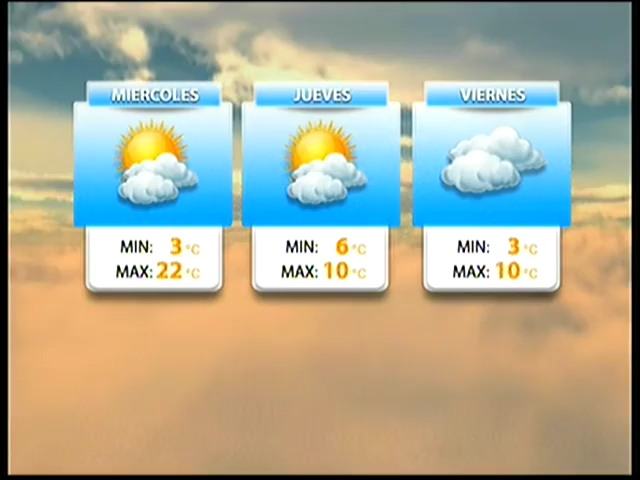 MIERCOLES
MIN: 3 °C
MAX: 22 °C
JUEVES
MIN: 6 °C
MAX: 10 °C
VIERNES
MIN: 3 °C
MAX: 10 °C